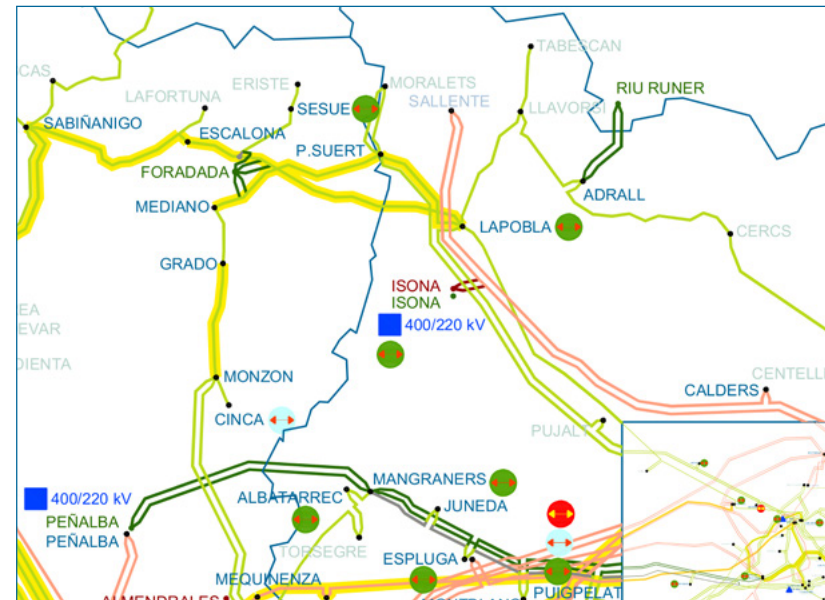 TABESCAN
CAS
ERISTE
MORALETS
RIU RUNER
LAFORTUNA
SESUE
SALLENTE
LLAVORSI
SABIÑANIGO
ESCALONA
P.SUERT
FORADADA
ADRALL
MEDIANO
LAPOBLA
CERCS
GRADO
ISONA
ISONA
EA
EVAR
400/220 kV
DIENTA
CENTELL
MONZON
CALDERS
CINCA
PUJALT
MANGRANERS
400/220 kV
ALBATARREC
JUNEDA
PEÑALBA
PEÑALBA
TORSEGRE
ESPLUGA
MEQUINENZA
PUIGPELAT
ALMENDRALES